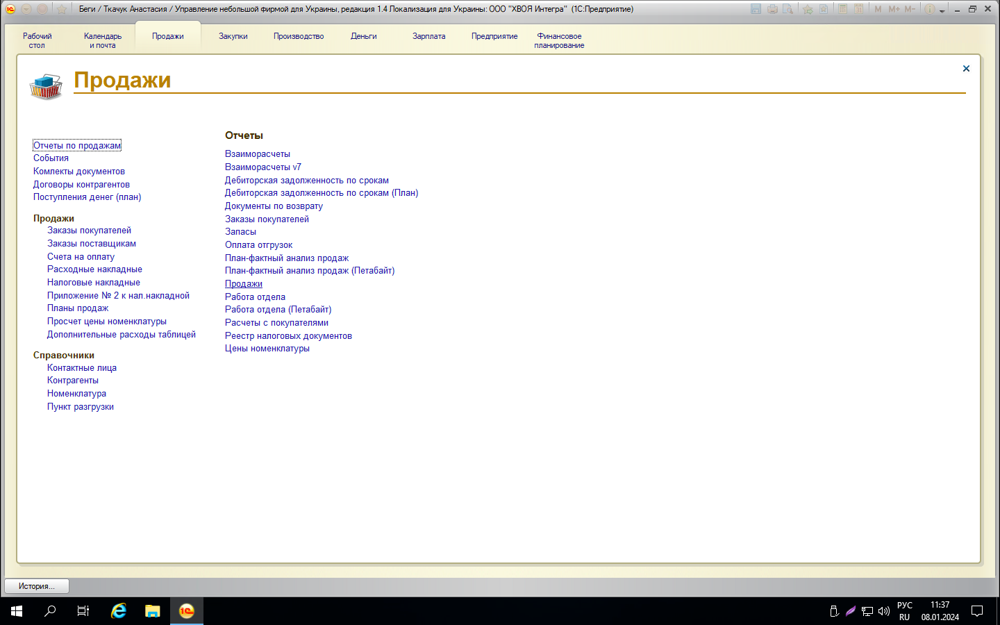 Беги / Ткачук Анастасия / Управление небольшой фирмой для Украины, редакция 1.4 Локализация для Украины: ООО "ХВОЯ Интегра" (1С:Предприятие)
M M+ M-
Рабочий стол
Календарь и почта
Продажи
Закупки
Производство
Деньги
Зарплата
Предприятие
Финансовое планирование
Продажи
Отчеты по продажам
События
Комлекты документов
Договоры контрагентов
Поступления денег (план)
Продажи
Заказы покупателей
Заказы поставщикам
Счета на оплату
Расходные накладные
Налоговые накладные
Приложение № 2 к нал.накладной
Планы продаж
Просчет цены номенклатуры
Дополнительные расходы таблицей
Справочники
Контактные лица
Контрагенты
Номенклатура
Пункт разгрузки
Отчеты
Взаиморасчеты
Взаиморасчеты v7
Дебиторская задолженность по срокам
Дебиторская задолженность по срокам (План)
Документы по возврату
Заказы покупателей
Запасы
Оплата отгрузок
План-фактный анализ продаж
План-фактный анализ продаж (Петабайт)
Продажи
Работа отдела
Работа отдела (Петабайт)
Расчеты с покупателями
Реестр налоговых документов
Цены номенклатуры
История...
РУС
RU
11:37
08.01.2024